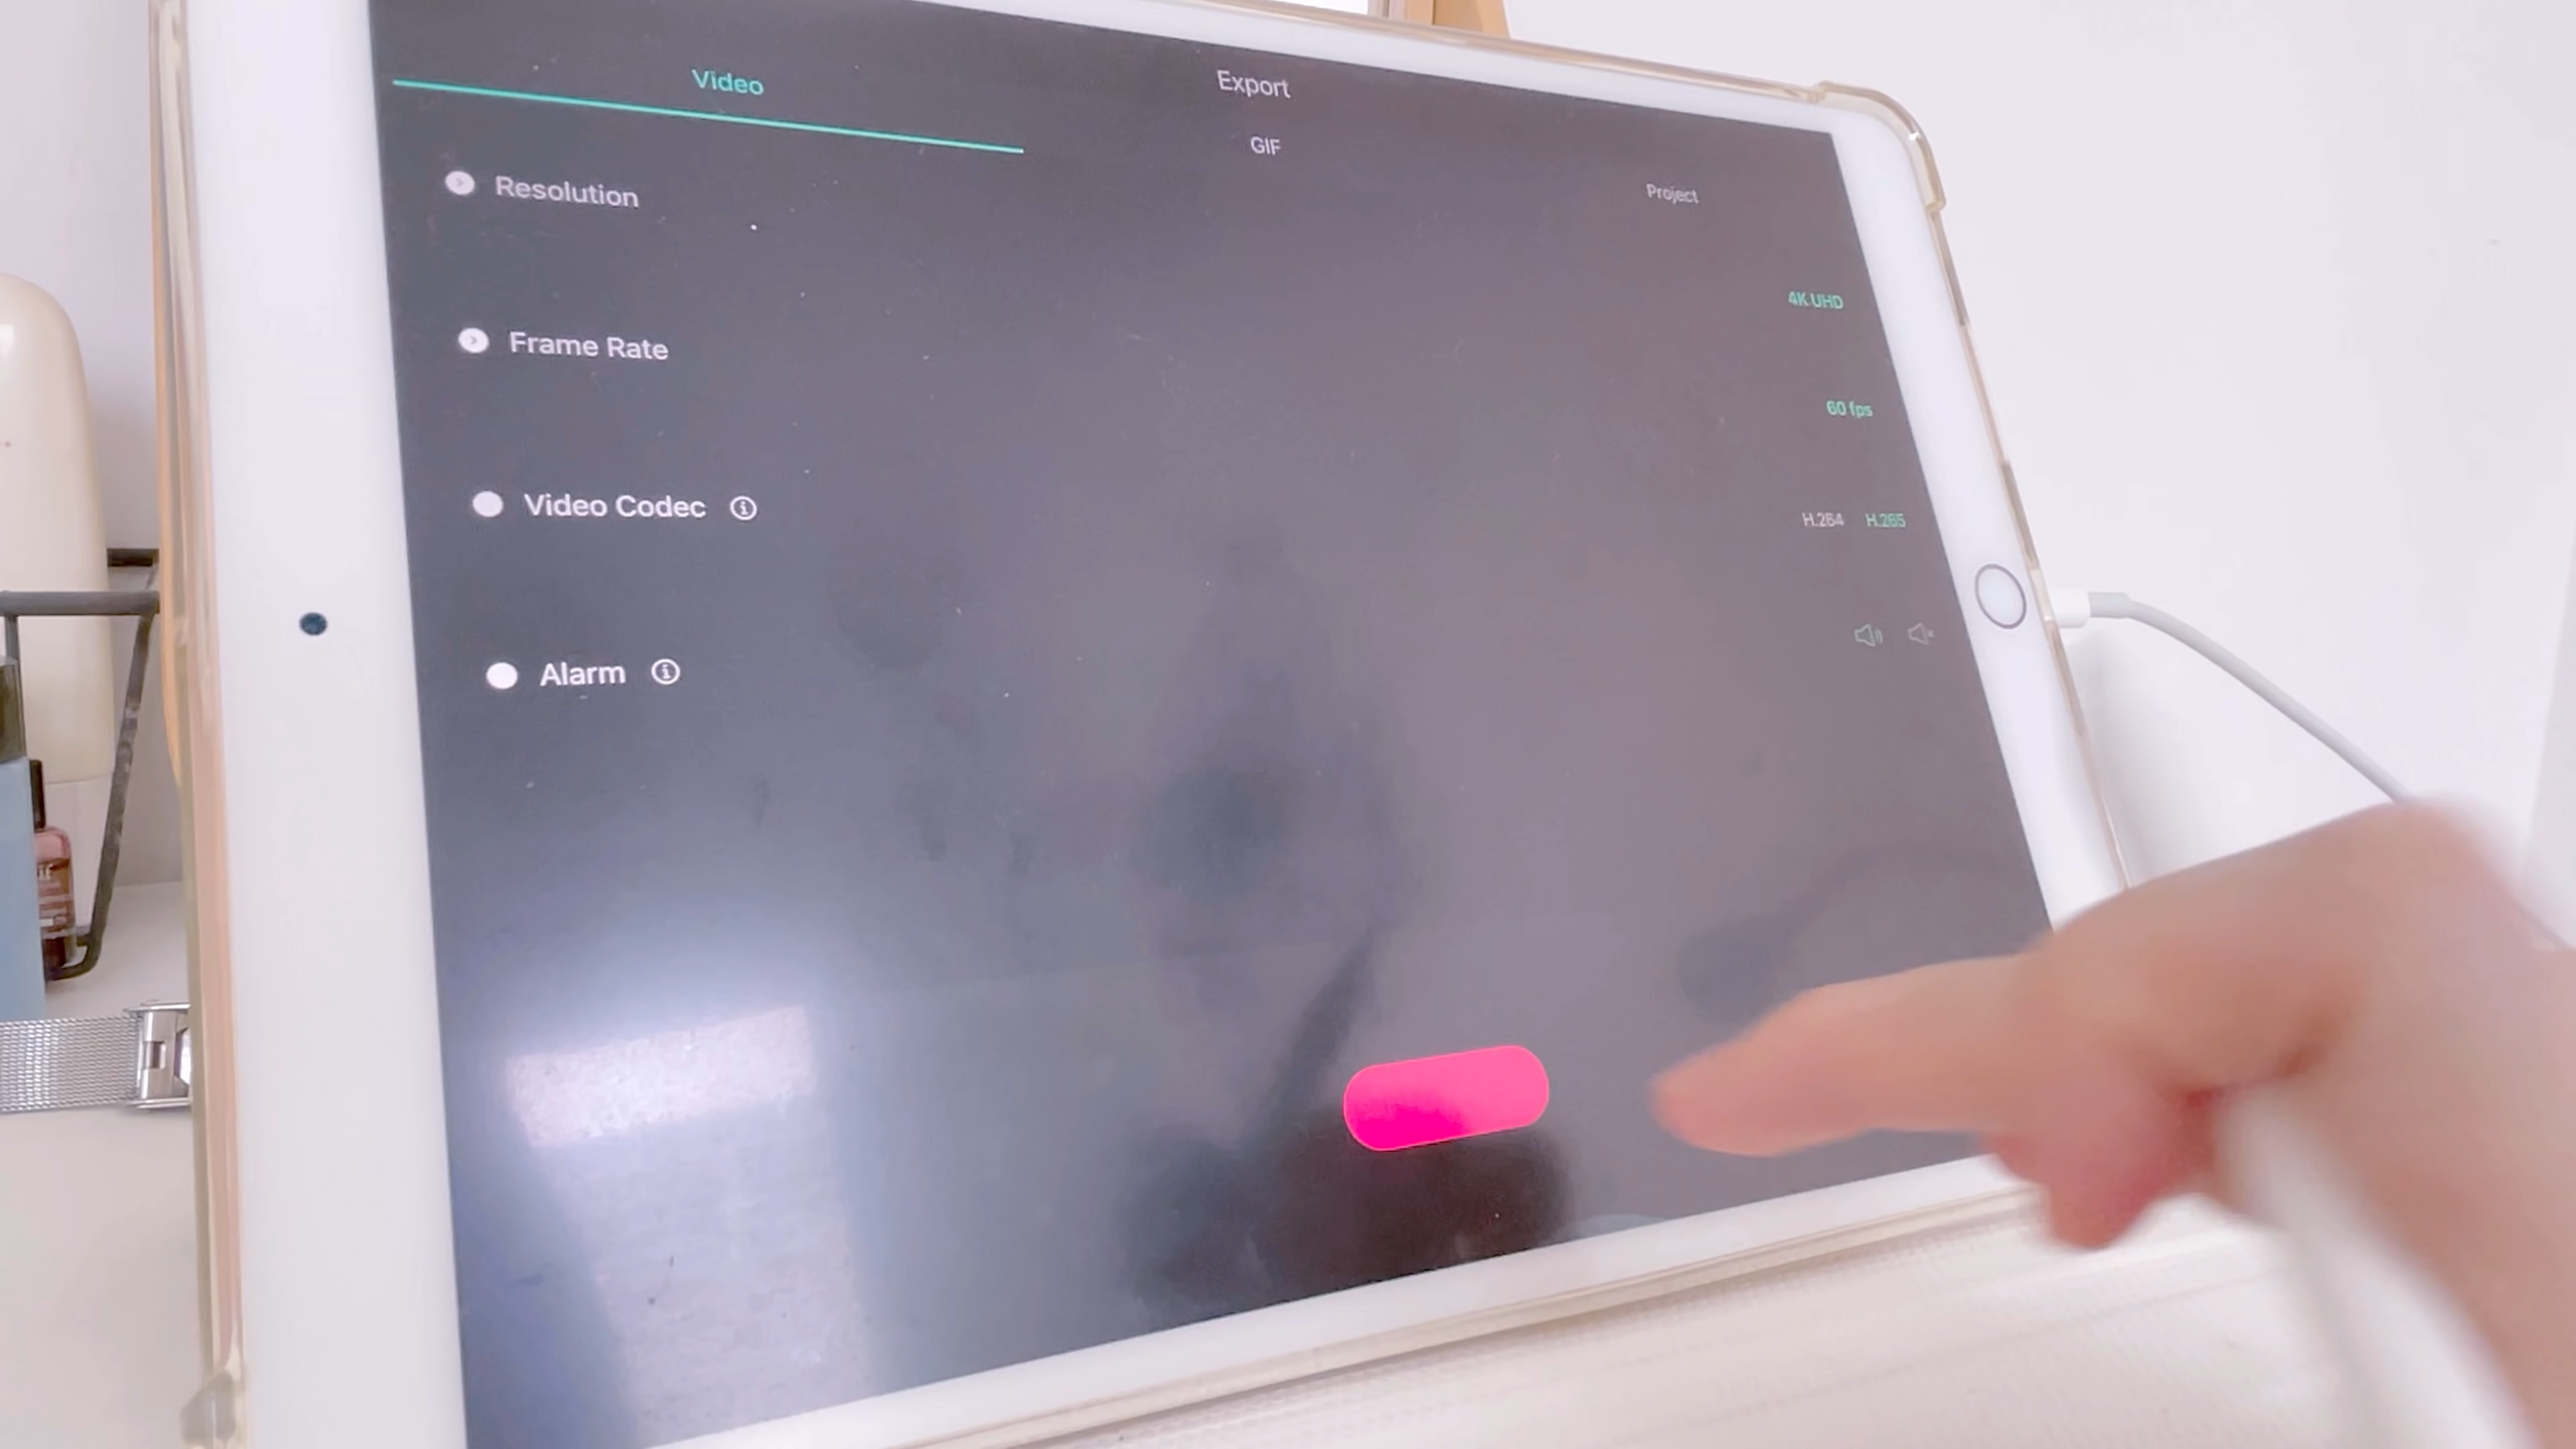 Export
Video
GIF
Project
Resolution
4K UHD
Frame Rate
60 fps
Video Codec
H.264 H.265
Alarm